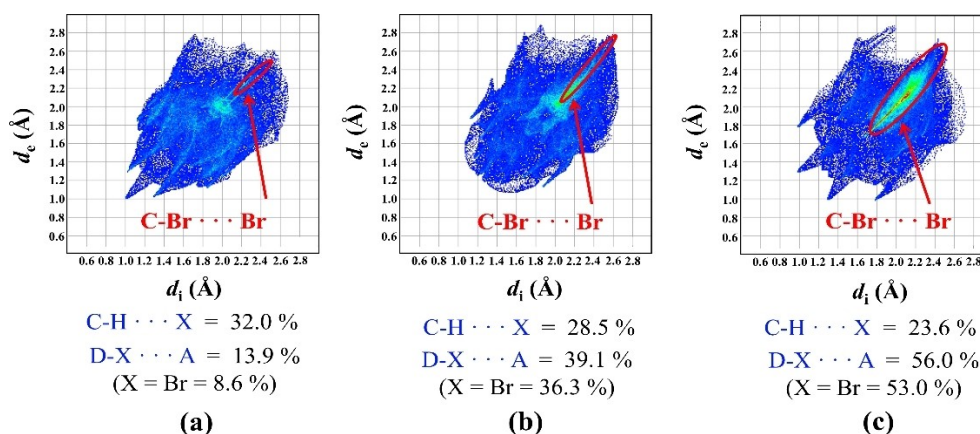 2.8
2.6
2.4
2.2
2.0
1.8
1.6
1.4
1.2
1.0
0.8
0.6
d e (Å)
C-Br ··· Br
0.6 0.8 1.0 1.2 1.4 1.6 1.8 2.0 2.2 2.4 2.6 2.8
d i (Å)
C-H ··· X = 32.0 %
D-X ··· A = 13.9 %
(X = Br = 8.6 %)
(a)
2.8
2.6
2.4
2.2
2.0
1.8
1.6
1.4
1.2
1.0
0.8
0.6
d e (Å)
C-Br ··· Br
0.6 0.8 1.0 1.2 1.4 1.6 1.8 2.0 2.2 2.4 2.6 2.8
d i (Å)
C-H ··· X = 28.5 %
D-X ··· A = 39.1 %
(X = Br = 36.3 %)
(b)
2.8
2.6
2.4
2.2
2.0
1.8
1.6
1.4
1.2
1.0
0.8
0.6
d e (Å)
C-Br ··· Br
0.6 0.8 1.0 1.2 1.4 1.6 1.8 2.0 2.2 2.4 2.6 2.8
d i (Å)
C-H ··· X = 23.6 %
D-X ··· A = 56.0 %
(X = Br = 53.0 %)
(c)